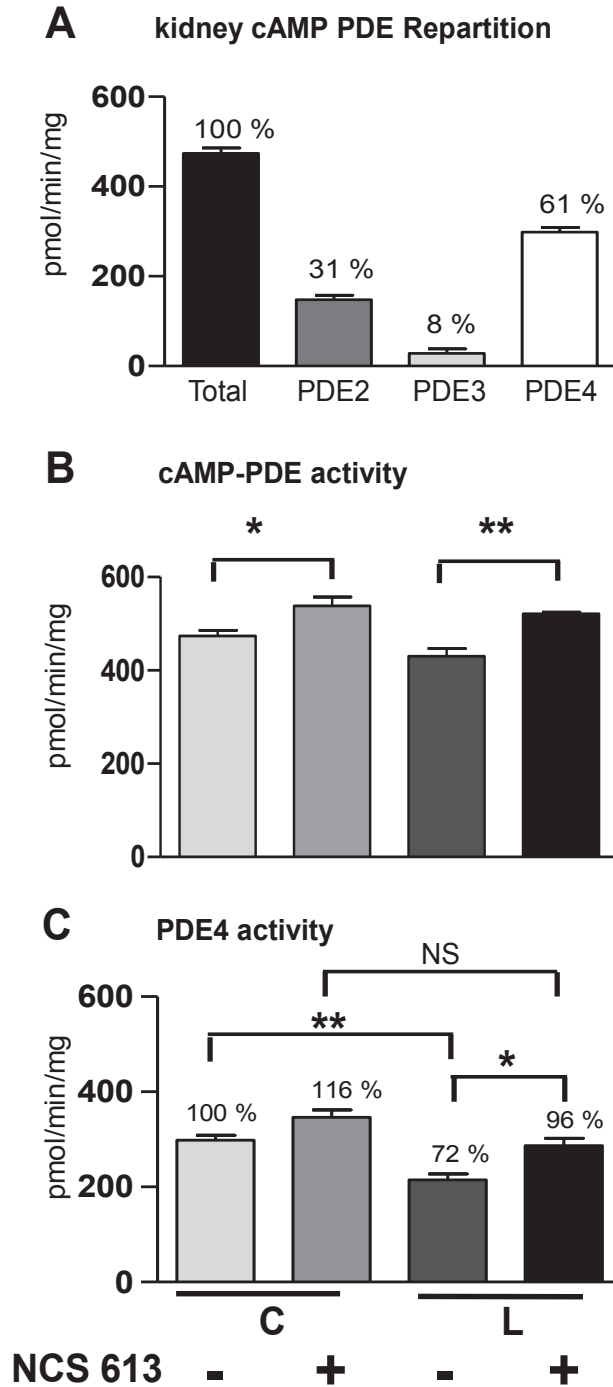 A kidney cAMP PDE Repartition
600
400
200
0
pmol/min/mg
100 %
31 %
8 %
61 %
Total PDE2 PDE3 PDE4
B cAMP-PDE activity
* **
600
400
200
0
pmol/min/mg
C PDE4 activity
NS
** *
600
400
200
0
pmol/min/mg
100 %
116 %
72 %
96 %
C L
NCS 613 - + - +